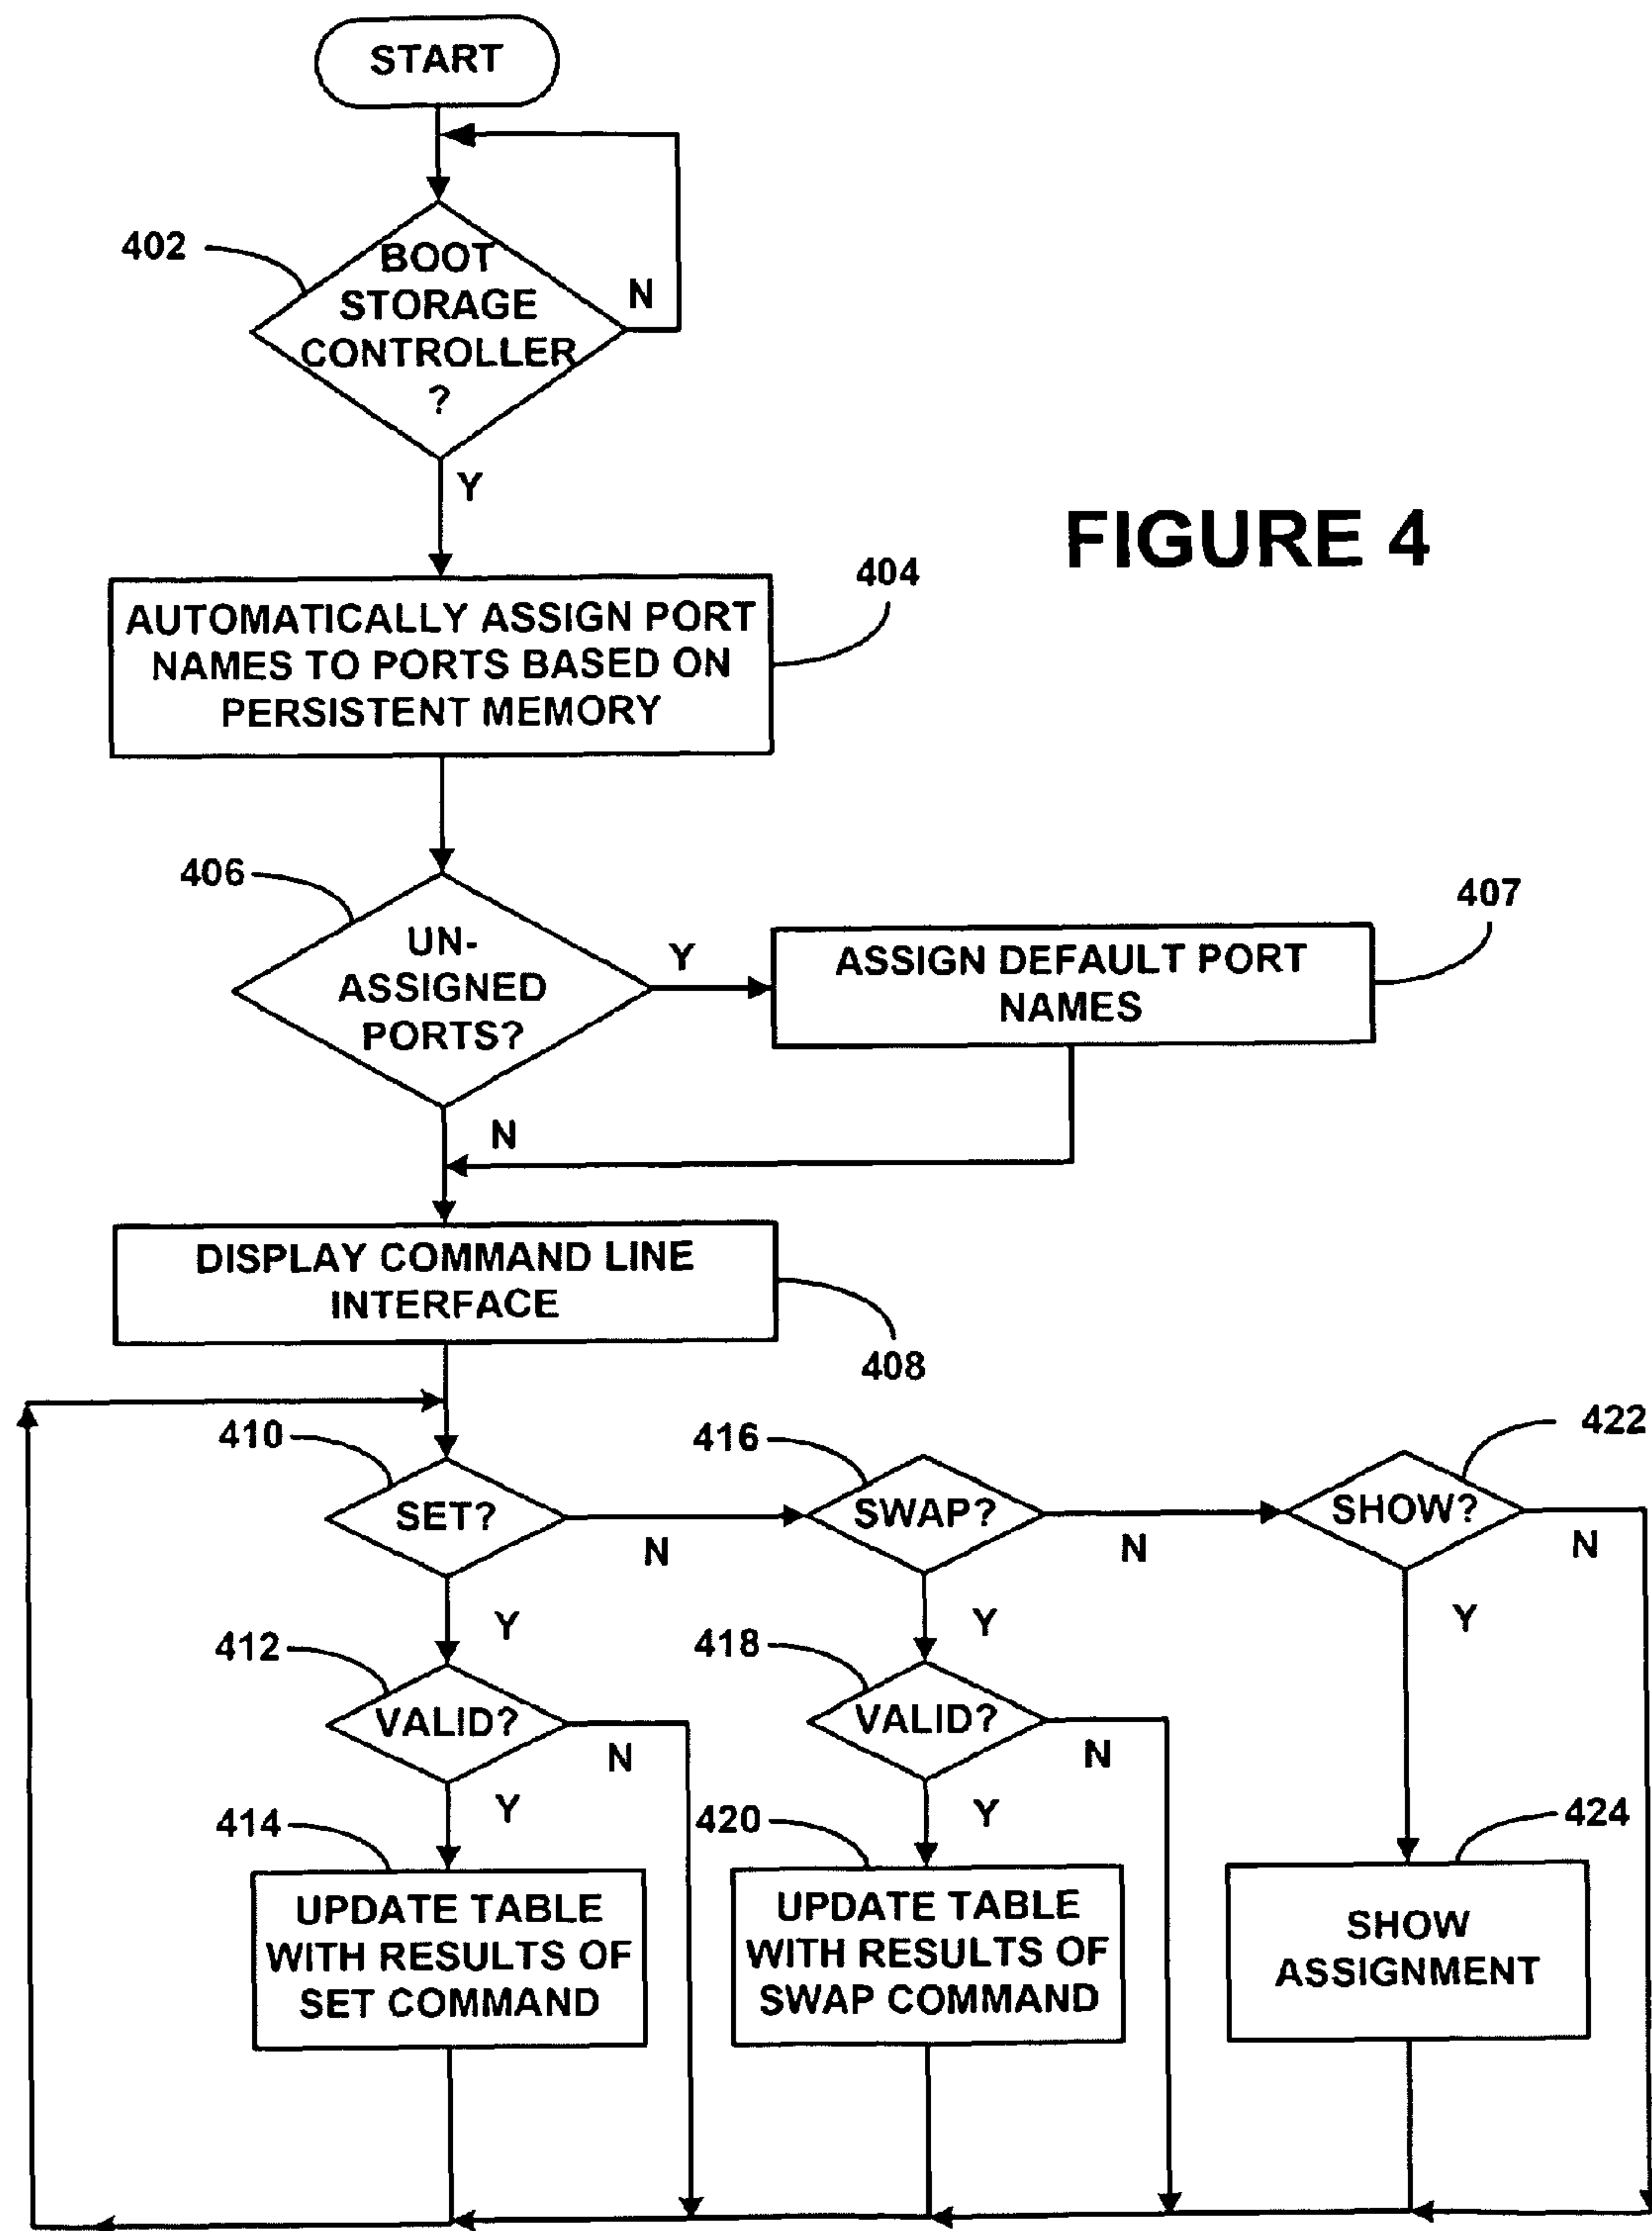 START
402
BOOT
STORAGE
CONTROLLER
?
N
Y
FIGURE 4
404
AUTOMATICALLY ASSIGN PORT
NAMES TO PORTS BASED ON
PERSISTENT MEMORY
406
UN-
ASSIGNED
PORTS?
Y
407
ASSIGN DEFAULT PORT
NAMES
N
DISPLAY COMMAND LINE
INTERFACE
408
410
SET?
N
416
SWAP?
N
422
SHOW?
N
Y
Y
Y
412
VALID?
N
418
VALID?
N
Y
Y
414
UPDATE TABLE
WITH RESULTS OF
SET COMMAND
420
UPDATE TABLE
WITH RESULTS OF
SWAP COMMAND
424
SHOW
ASSIGNMENT